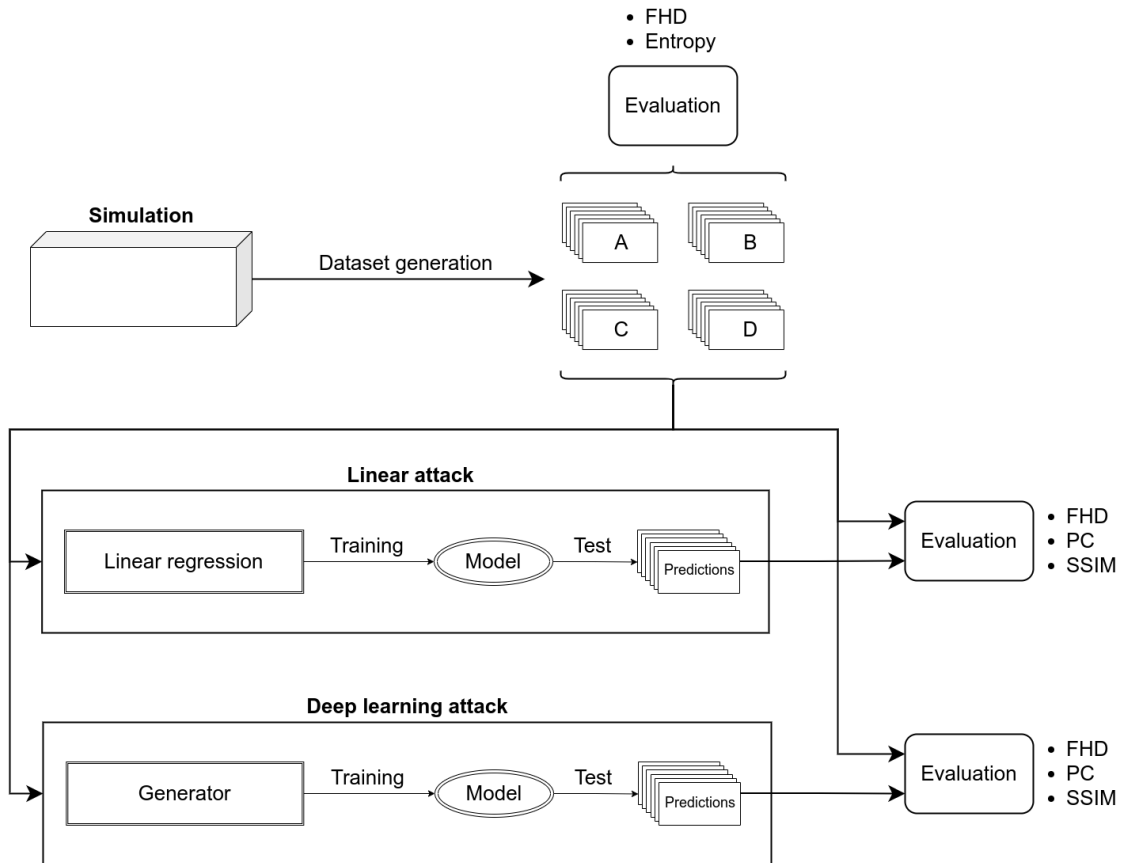 • FHD
• Entropy
Evaluation
Simulation
Dataset generation
A
B
C
D
Linear attack
Linear regression
Training
Model
Test
Predictions
Evaluation
• FHD
• PC
• SSIM
Deep learning attack
Generator
Training
Model
Test
Predictions
Evaluation
• FHD
• PC
• SSIM